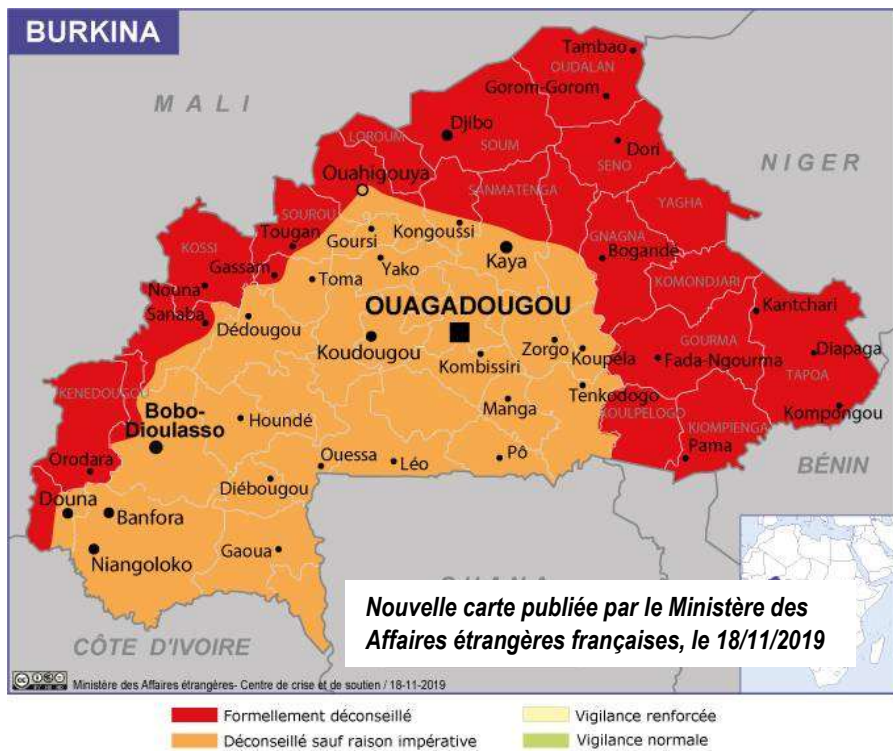 BURKINA
Tambao
OUDALAN
Gorom-Gorom
MALI
Djibo
LOROUM
SOUM
Dori
SENO
NIGER
Ouahigouya
SANMATENGA
YAGHA
SOUROU
Tougan
Goursi
Kongoussi
GNAGNA
KOSSI
Kaya
Bogandé
Gassam
Yako
KOMONDJARI
Nouna
Toma
OUAGADOUGOU
Kantchari
Sanaba
Dédougou
Koudougou
Zorgo
Koupéla
GOURMA
Fada-Ngourma
Diapaga
Kombissiri
TAPOA
KENEDOUGOU
Tenkodogo
Manga
KOULPELOGO
Kompongou
Bobo-
Dioulasso
Houndé
KIOMPIENGA
Orodara
Ouessa
Léo
Pô
Pama
BÉNIN
Diébougou
Douna
Banfora
Gaoua
Niangoloko
GHANA
Nouvelle carte publiée par le Ministère des
Affaires étrangères françaises, le 18/11/2019
CÔTE D'IVOIRE
Ministère des Affaires étrangères- Centre de crise et de soutien / 18-11-2019
Formellement déconseillé
Vigilance renforcée
Déconseillé sauf raison impérative
Vigilance normale